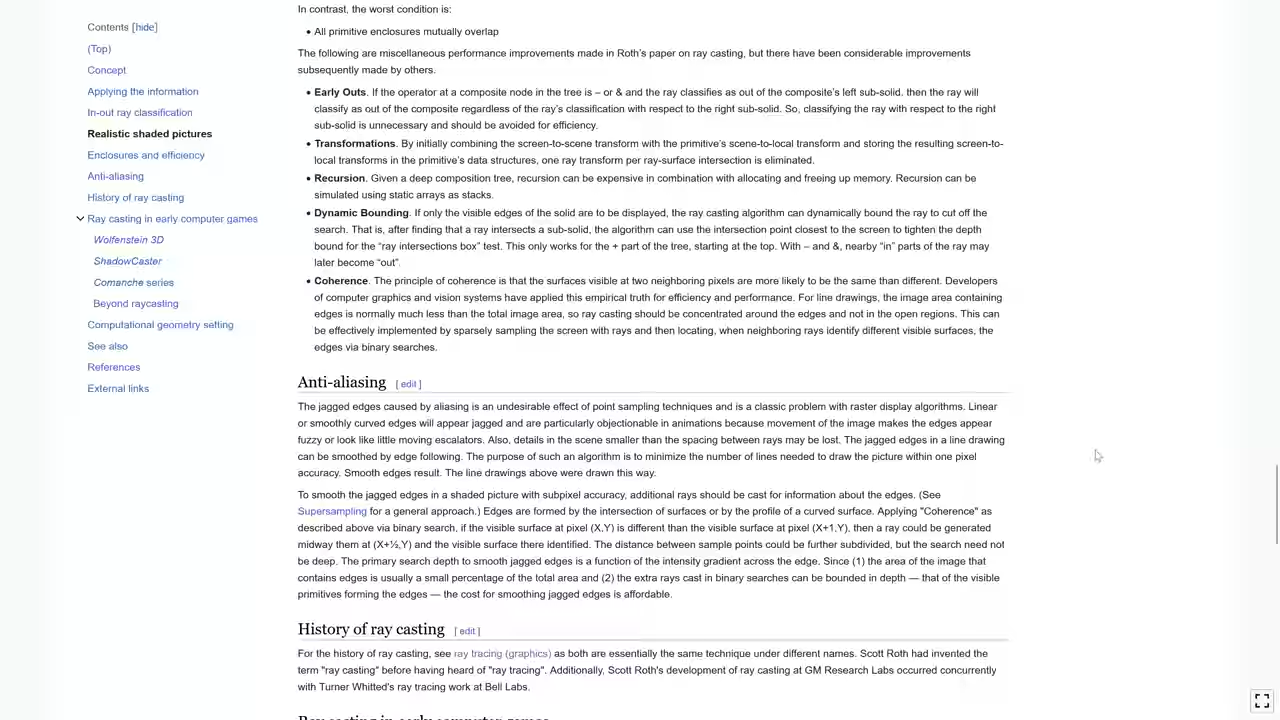 Contents [hide]
(Top)
Concept
Applying the information
In-out ray classification
Realistic shaded pictures
Enclosures and efficiency
Anti-aliasing
History of ray casting
Ray casting in early computer games
Wolfenstein 3D
ShadowCaster
Comanche series
Beyond raycasting
Computational geometry setting
See also
References
External links
In contrast, the worst condition is:
• All primitive enclosures mutually overlap
The following are miscellaneous performance improvements made in Roth's paper on ray casting, but there have been considerable improvements
subsequently made by others.
• Early Outs. If the operator at a composite node in the tree is – or & and the ray classifies as out of the composite's left sub-solid, then the ray will
classify as out of the composite regardless of the ray's classification with respect to the right sub-solid. So, classifying the ray with respect to the right
sub-solid is unnecessary and should be avoided for efficiency.
• Transformations. By initially combining the screen-to-scene transform with the primitive's scene-to-local transform and storing the resulting screen-to-
local transforms in the primitive's data structures, one ray transform per ray-surface intersection is eliminated.
• Recursion. Given a deep composition tree, recursion can be expensive in combination with allocating and freeing up memory. Recursion can be
simulated using static arrays as stacks.
• Dynamic Bounding. If only the visible edges of the solid are to be displayed, the ray casting algorithm can dynamically bound the ray to cut off the
search. That is, after finding that a ray intersects a sub-solid, the algorithm can use the intersection point closest to the screen to tighten the depth
bound for the “ray intersections box” test. This only works for the + part of the tree, starting at the top. With – and &, nearby “in” parts of the ray may
later become “out”.
• Coherence. The principle of coherence is that the surfaces visible at two neighboring pixels are more likely to be the same than different. Developers
of computer graphics and vision systems have applied this empirical truth for efficiency and performance. For line drawings, the image area containing
edges is normally much less than the total image area, so ray casting should be concentrated around the edges and not in the open regions. This can
be effectively implemented by sparsely sampling the screen with rays and then locating, when neighboring rays identify different visible surfaces, the
edges via binary searches.
Anti-aliasing [ edit ]
The jagged edges caused by aliasing is an undesirable effect of point sampling techniques and is a classic problem with raster display algorithms. Linear
or smoothly curved edges will appear jagged and are particularly objectionable in animations because movement of the image makes the edges appear
fuzzy or look like little moving escalators. Also, details in the scene smaller than the spacing between rays may be lost. The jagged edges in a line drawing
can be smoothed by edge following. The purpose of such an algorithm is to minimize the number of lines needed to draw the picture within one pixel
accuracy. Smooth edges result. The line drawings above were drawn this way.
To smooth the jagged edges in a shaded picture with subpixel accuracy, additional rays should be cast for information about the edges. (See
Supersampling for a general approach.) Edges are formed by the intersection of surfaces or by the profile of a curved surface. Applying "Coherence" as
described above via binary search, if the visible surface at pixel (X,Y) is different than the visible surface at pixel (X+1,Y), then a ray could be generated
midway them at (X+½,Y) and the visible surface there identified. The distance between sample points could be further subdivided, but the search need not
be deep. The primary search depth to smooth jagged edges is a function of the intensity gradient across the edge. Since (1) the area of the image that
contains edges is usually a small percentage of the total area and (2) the extra rays cast in binary searches can be bounded in depth — that of the visible
primitives forming the edges — the cost for smoothing jagged edges is affordable.
History of ray casting [ edit ]
For the history of ray casting, see ray tracing (graphics) as both are essentially the same technique under different names. Scott Roth had invented the
term "ray casting" before having heard of "ray tracing". Additionally, Scott Roth's development of ray casting at GM Research Labs occurred concurrently
with Turner Whitted's ray tracing work at Bell Labs.
Ray casting in early computer games